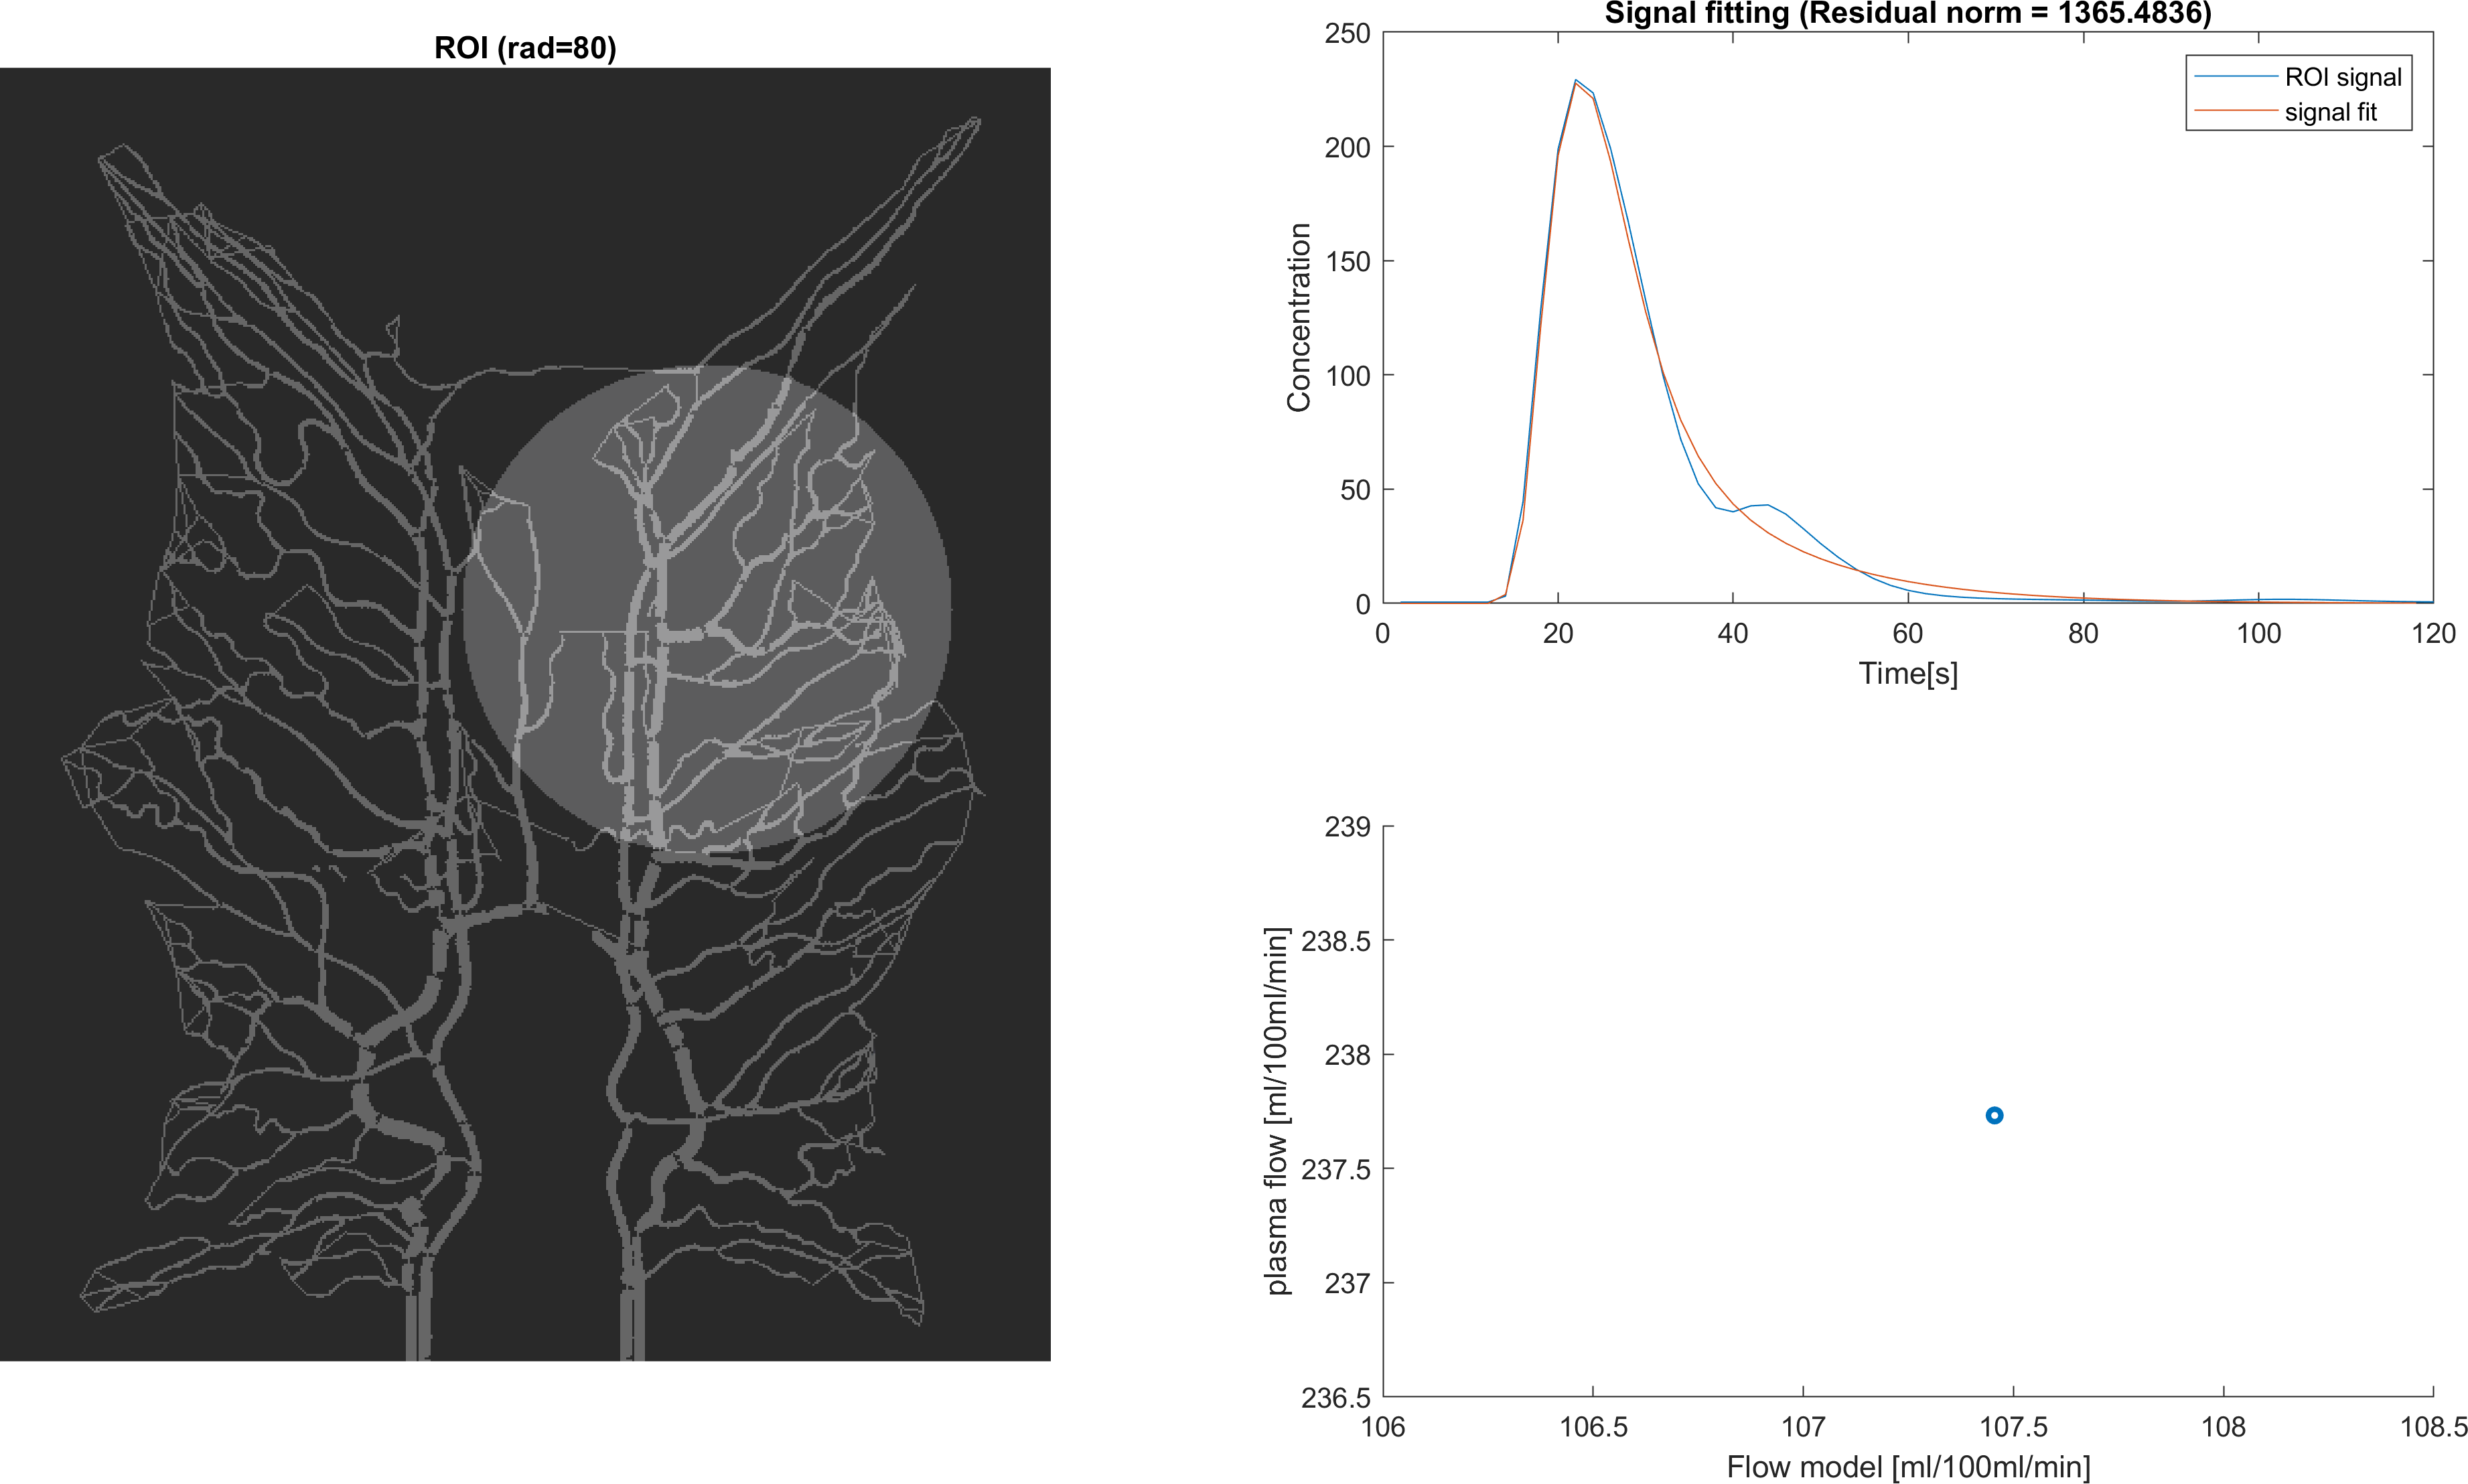 ROI (rad=80)
Signal fitting (Residual norm = 1365.4836)
250
200
150
100
50
0
Concentration
ROI signal
signal fit
0 20 40 60 80 100 120
Time[s]
239
238.5
238
237.5
237
236.5
plasma flow [ml/100ml/min]
106 106.5 107 107.5 108 108.5
Flow model [ml/100ml/min]